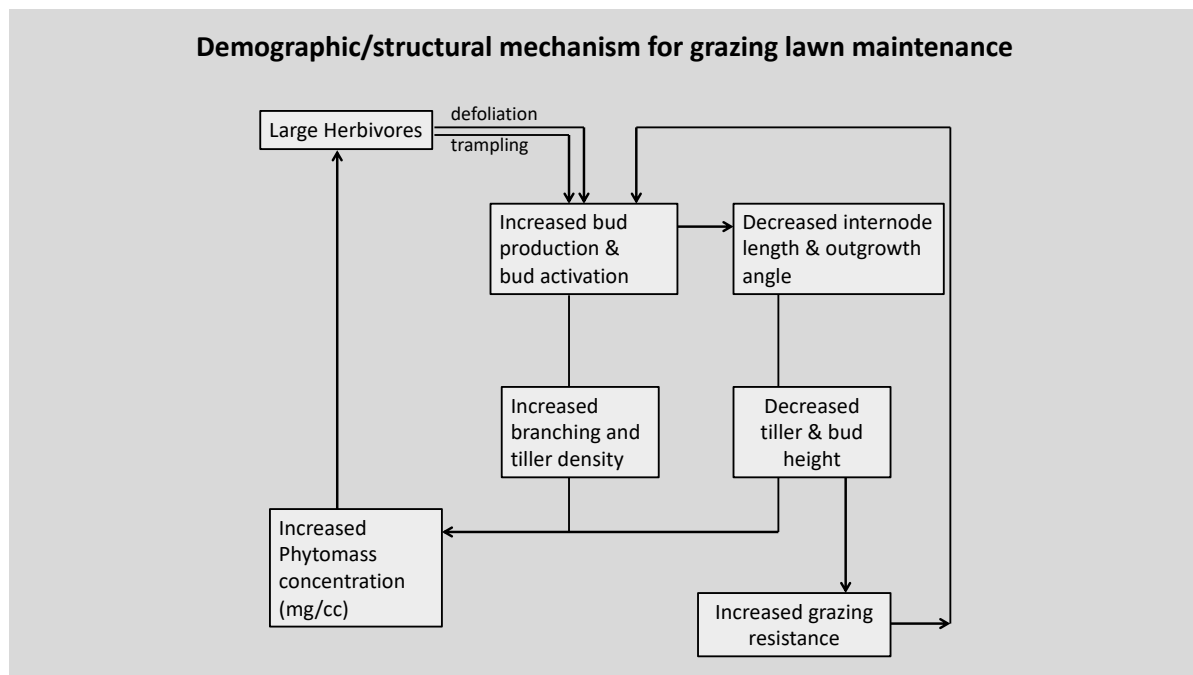 Demographic/structural mechanism for grazing lawn maintenance
Large Herbivores
defoliation
trampling
Increased bud
production &
bud activation
Decreased internode
length & outgrowth
angle
Increased
branching and
tiller density
Decreased
tiller & bud
height
Increased
Phytomass
concentration
(mg/cc)
Increased grazing
resistance